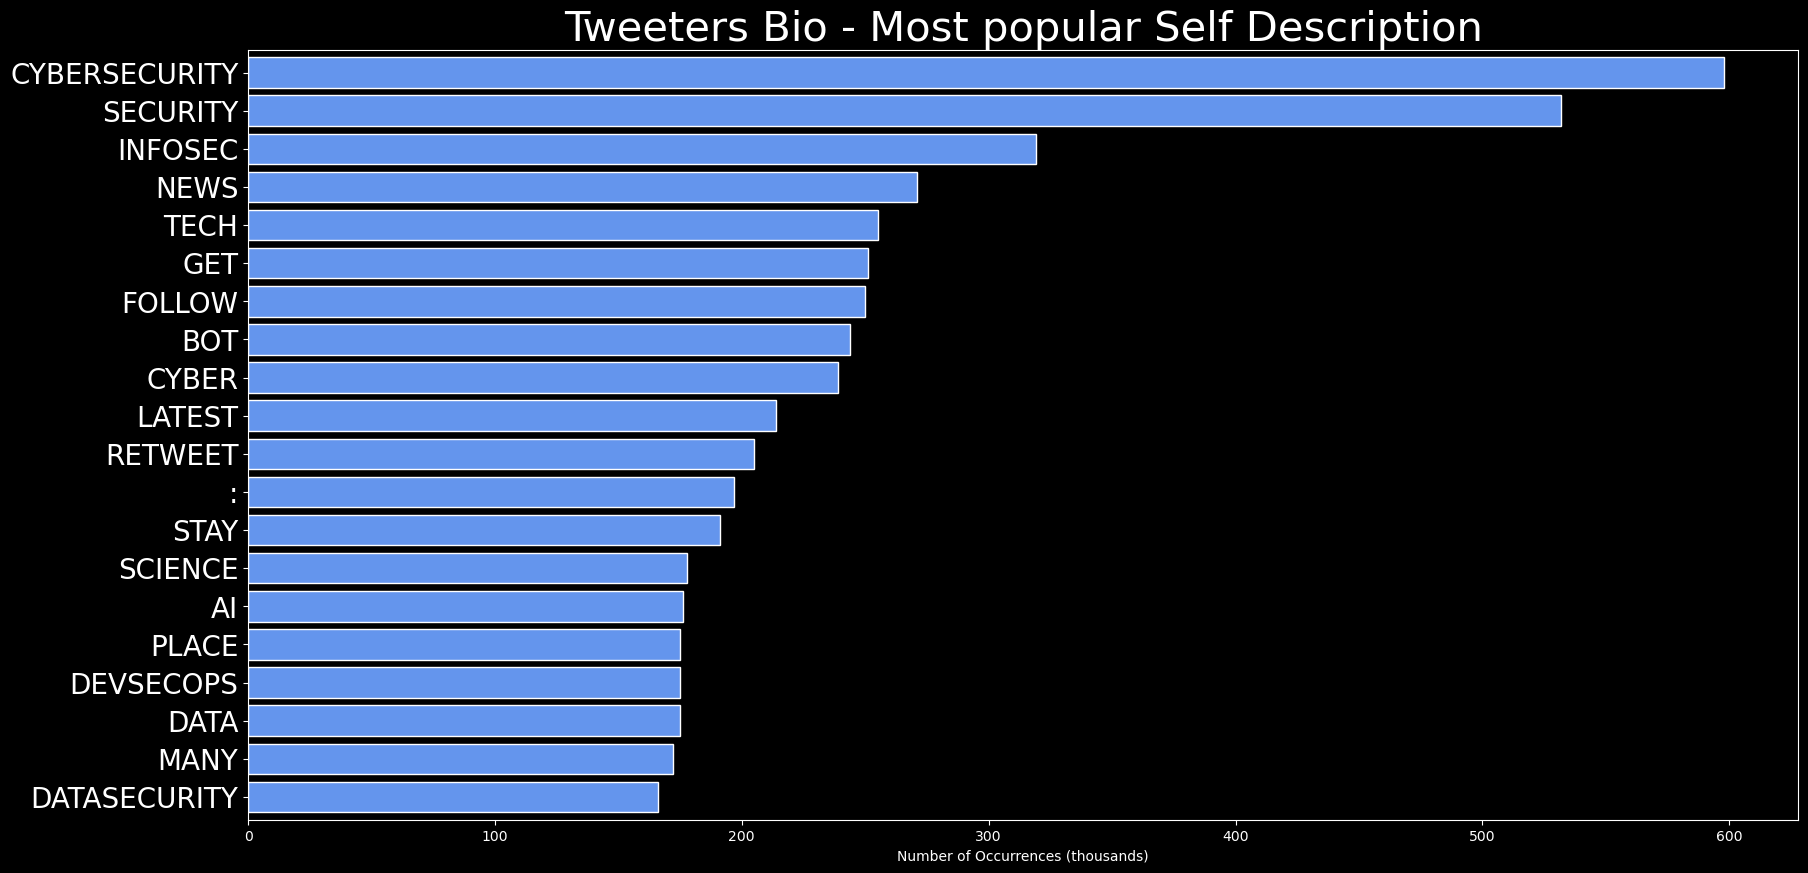 Tweeters Bio - Most popular Self Description
CYBERSECURITY
SECURITY
INFOSEC
NEWS
TECH
GET
FOLLOW
BOT
CYBER
LATEST
RETWEET
:
STAY
SCIENCE
AI
PLACE
DEVSECOPS
DATA
MANY
DATASECURITY
0 100 200 300 400 500 600
Number of Occurrences (thousands)